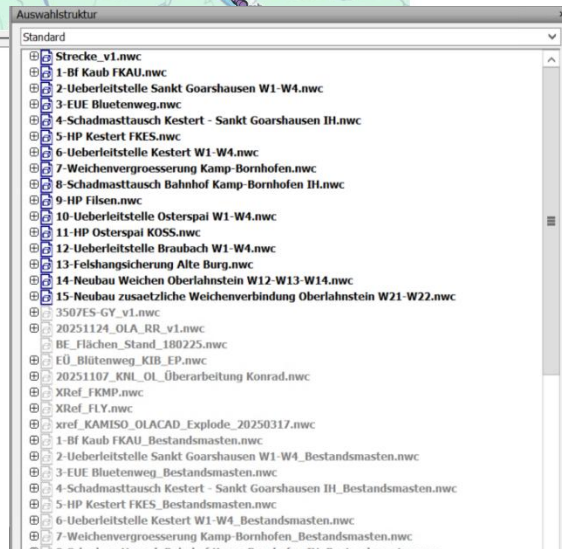 Auswahlstruktur
Standard
Strecke_v1.nwc
1-Bf Kaub FKAU.nwc
2-Ueberleitstelle Sankt Goarshausen W1-W4.nwc
3-EUE Bluetenweg.nwc
4-Schadmasttausch Kestert - Sankt Goarshausen IH.nwc
5-HP Kestert FKES.nwc
6-Ueberleitstelle Kestert W1-W4.nwc
7-Weichenvergroesserung Kamp-Bornhofen.nwc
8-Schadmasttausch Bahnhof Kamp-Bornhofen IH.nwc
9-HP Filsen.nwc
10-Ueberleitstelle Osterspai W1-W4.nwc
11-HP Osterspai KOSS.nwc
12-Ueberleitstelle Braubach W1-W4.nwc
13-Felshangsicherung Alte Burg.nwc
14-Neubau Weichen Oberlahnstein W12-W13-W14.nwc
15-Neubau zusaetzliche Weichenverbindung Oberlahnstein W21-W22.nwc
3507ES-GY_v1.nwc
20251124_OLA_RR_v1.nwc
BE_Flächen_Stand_180225.nwc
EÜ_Blütenweg_KIB_EP.nwc
20251107_KNL_OL_Überarbeitung Konrad.nwc
XRef_FKMP.nwc
XRef_FLY.nwc
xref_KAMISO_OLACAD_Explode_20250317.nwc
1-Bf Kaub FKAU_Bestandsmasten.nwc
2-Ueberleitstelle Sankt Goarshausen W1-W4_Bestandsmasten.nwc
3-EUE Bluetenweg_Bestandsmasten.nwc
4-Schadmasttausch Kestert - Sankt Goarshausen IH_Bestandsmasten.nwc
5-HP Kestert FKES_Bestandsmasten.nwc
6-Ueberleitstelle Kestert W1-W4_Bestandsmasten.nwc
7-Weichenvergroesserung Kamp-Bornhofen_Bestandsmasten.nwc